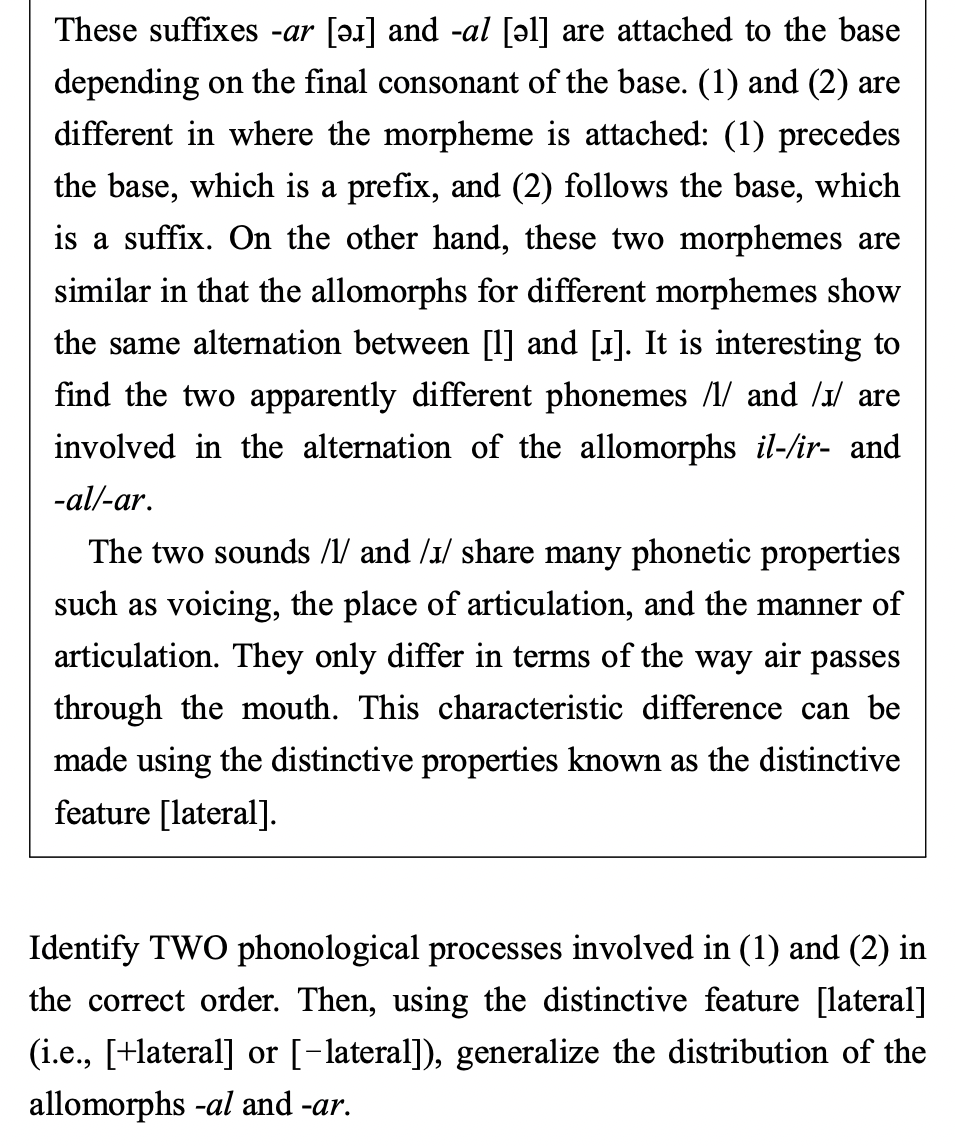 These suffixes -ar [əɹ] and -al [əl] are attached to the base
depending on the final consonant of the base. (1) and (2) are
different in where the morpheme is attached: (1) precedes
the base, which is a prefix, and (2) follows the base, which
is a suffix. On the other hand, these two morphemes are
similar in that the allomorphs for different morphemes show
the same alternation between [l] and [ɹ]. It is interesting to
find the two apparently different phonemes /l/ and /ɹ/ are
involved in the alternation of the allomorphs il-/ir- and
-al/-ar.
The two sounds /l/ and /ɹ/ share many phonetic properties
such as voicing, the place of articulation, and the manner of
articulation. They only differ in terms of the way air passes
through the mouth. This characteristic difference can be
made using the distinctive properties known as the distinctive
feature [lateral].
Identify TWO phonological processes involved in (1) and (2) in
the correct order. Then, using the distinctive feature [lateral]
(i.e., [+lateral] or [−lateral]), generalize the distribution of the
allomorphs -al and -ar.